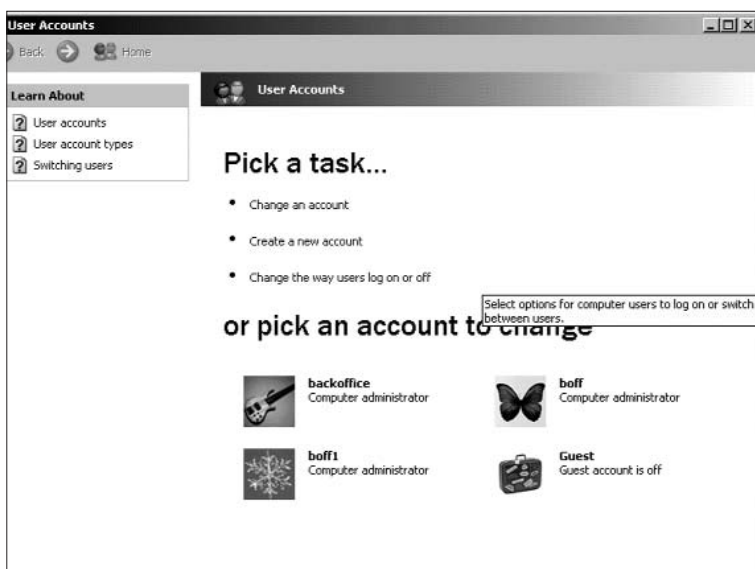 User Accounts
Back Home
Learn About
User accounts
User account types
Switching users
User Accounts
Pick a task...
• Change an account
• Create a new account
• Change the way users log on or off
Select options for computer users to log on or switch
between users.
or pick an account to change
backoffice
Computer administrator
boff
Computer administrator
boff1
Computer administrator
Guest
Guest account is off